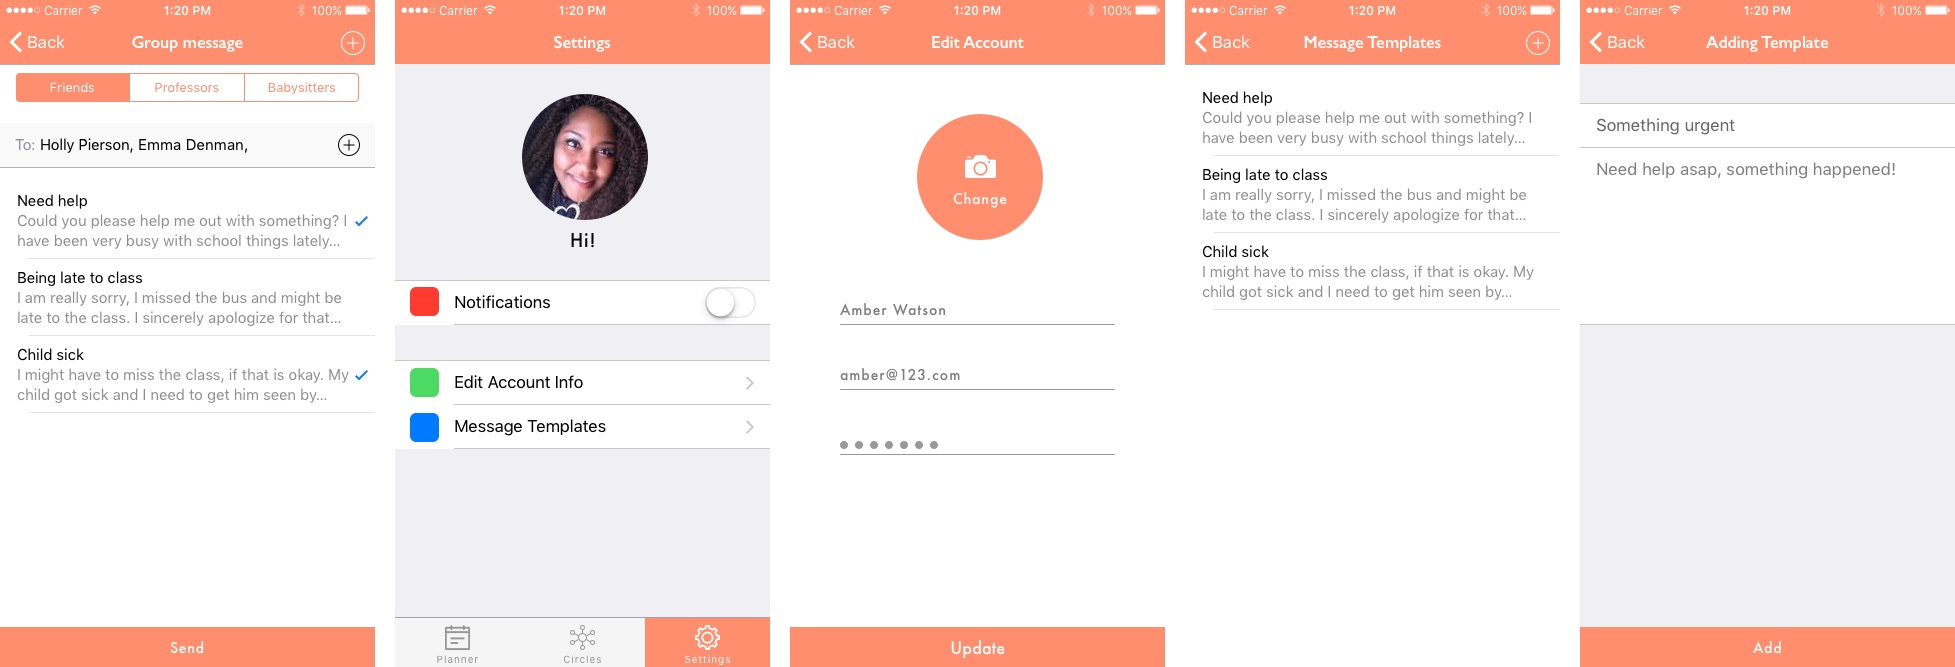 Carrier 1:20 PM 100%
Back Group message
Friends Professors Babysitters
To: Holly Pierson, Emma Denman,
Need help
Could you please help me out with something? I
have been very busy with school things lately...
Being late to class
I am really sorry, I missed the bus and might be
late to the class. I sincerely apologize for that...
Child sick
I might have to miss the class, if that is okay. My
child got sick and I need to get him seen by...
Send
Carrier 1:20 PM 100%
Settings
Hi!
Notifications
Edit Account Info
Message Templates
Planner Circles Settings
Carrier 1:20 PM 100%
Back Edit Account
Change
Amber Watson
amber@123.com
Update
Carrier 1:20 PM 100%
Back Message Templates
Need help
Could you please help me out with something? I
have been very busy with school things lately...
Being late to class
I am really sorry, I missed the bus and might be
late to the class. I sincerely apologize for that...
Child sick
I might have to miss the class, if that is okay. My
child got sick and I need to get him seen by...
Carrier 1:20 PM 100%
Back Adding Template
Something urgent
Need help asap, something happened!
Add